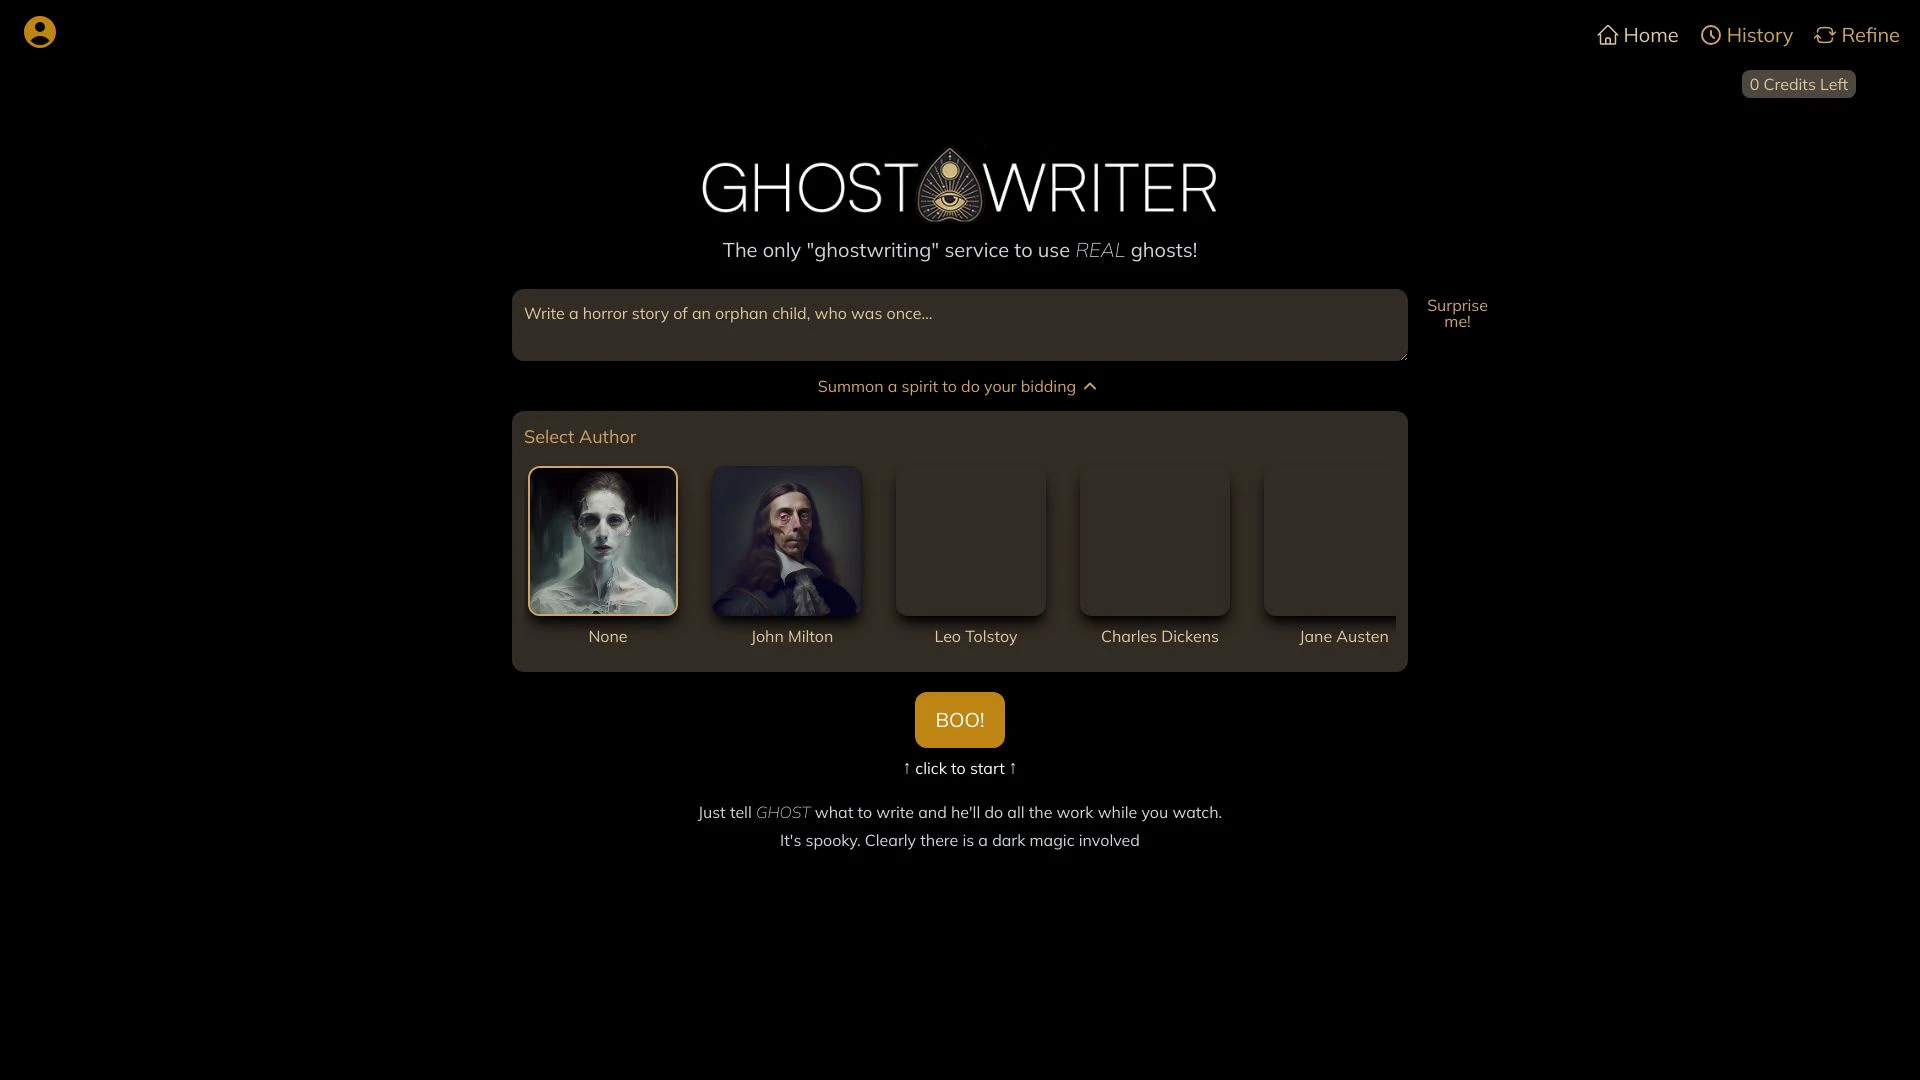 Home
History
Refine
0 Credits Left
GHOST WRITER
The only "ghostwriting" service to use REAL ghosts!
Write a horror story of an orphan child, who was once...
Surprise
me!
Summon a spirit to do your bidding
Select Author
None
John Milton
Leo Tolstoy
Charles Dickens
Jane Austen
BOO!
↑ click to start ↑
Just tell GHOST what to write and he'll do all the work while you watch.
It's spooky. Clearly there is a dark magic involved